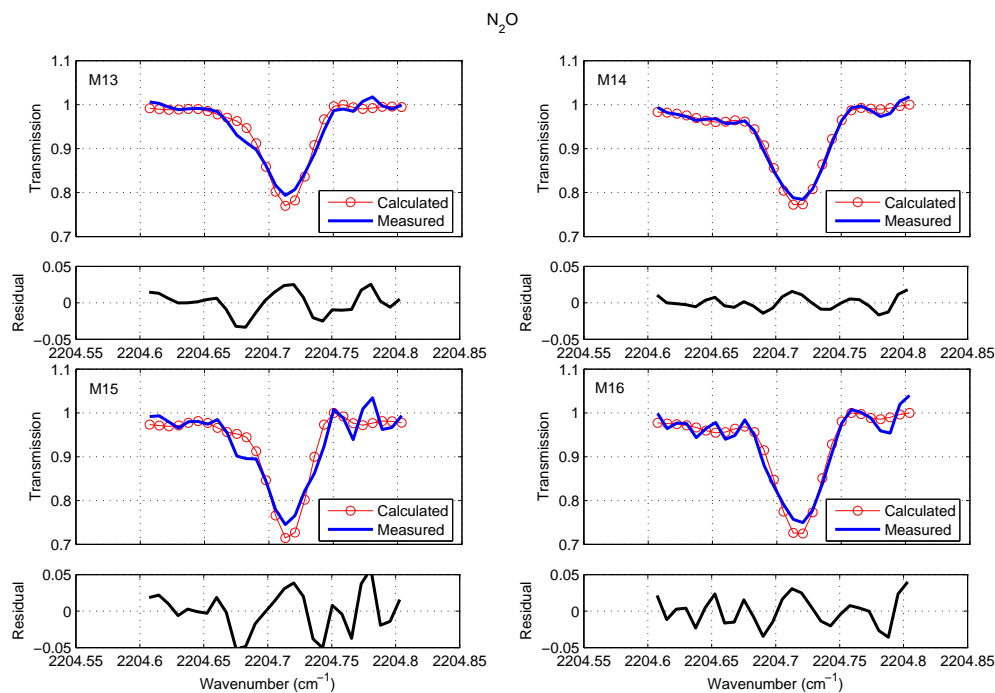 N₂O
1.1
1
0.9
0.8
0.7
Transmission
M13
Calculated
Measured
1.1
1
0.9
0.8
0.7
Transmission
M14
Calculated
Measured
0.05
0
−0.05
Residual
2204.55 2204.6 2204.65 2204.7 2204.75 2204.8 2204.85
0.05
0
−0.05
Residual
2204.55 2204.6 2204.65 2204.7 2204.75 2204.8 2204.85
1.1
1
0.9
0.8
0.7
Transmission
M15
Calculated
Measured
1.1
1
0.9
0.8
0.7
Transmission
M16
Calculated
Measured
0.05
0
−0.05
Residual
2204.55 2204.6 2204.65 2204.7 2204.75 2204.8 2204.85
Wavenumber (cm⁻¹)
0.05
0
−0.05
Residual
2204.55 2204.6 2204.65 2204.7 2204.75 2204.8 2204.85
Wavenumber (cm⁻¹)